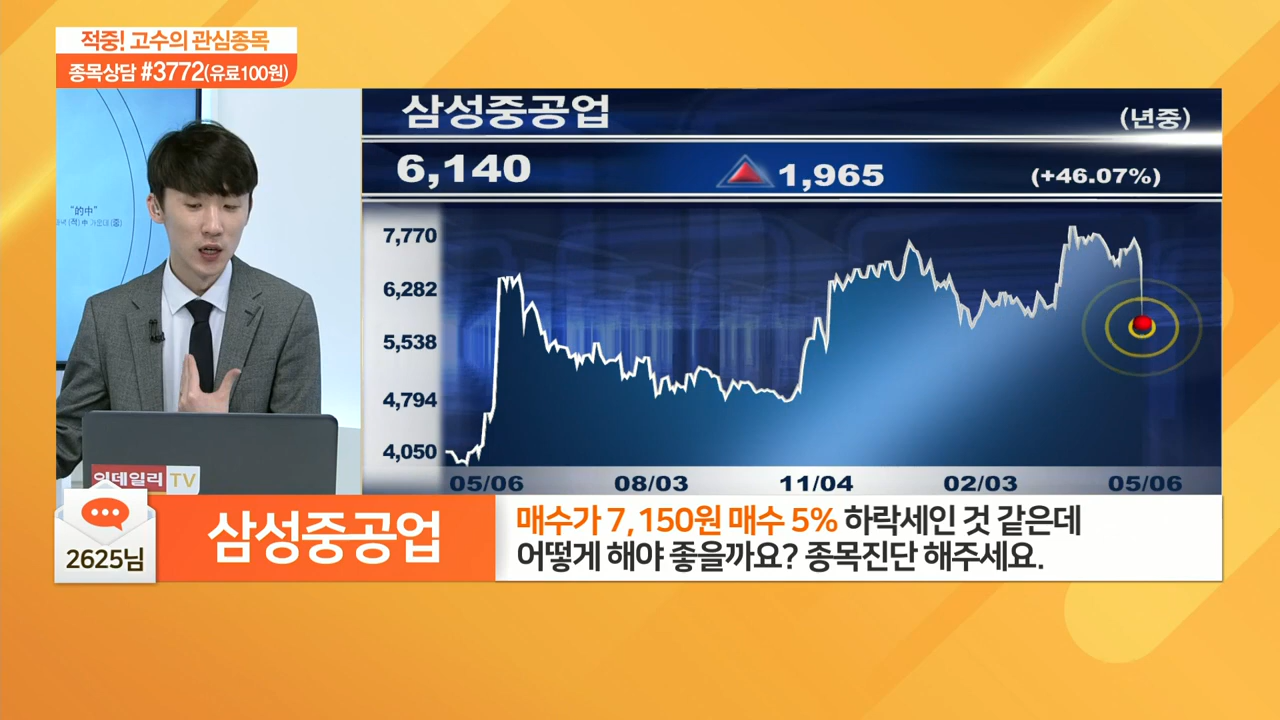 적중! 고수의 관심종목
종목상담 #3772(유료100원)
"的中"
삼성중공업
(년중)
6,140
1,965
(+46.07%)
7,770
6,282
5,538
4,794
4,050
05/06
08/03
11/04
02/03
05/06
이데일리 TV
2625님
삼성중공업
매수가 7,150원 매수 5% 하락세인 것 같은데
어떻게 해야 좋을까요? 종목진단 해주세요.